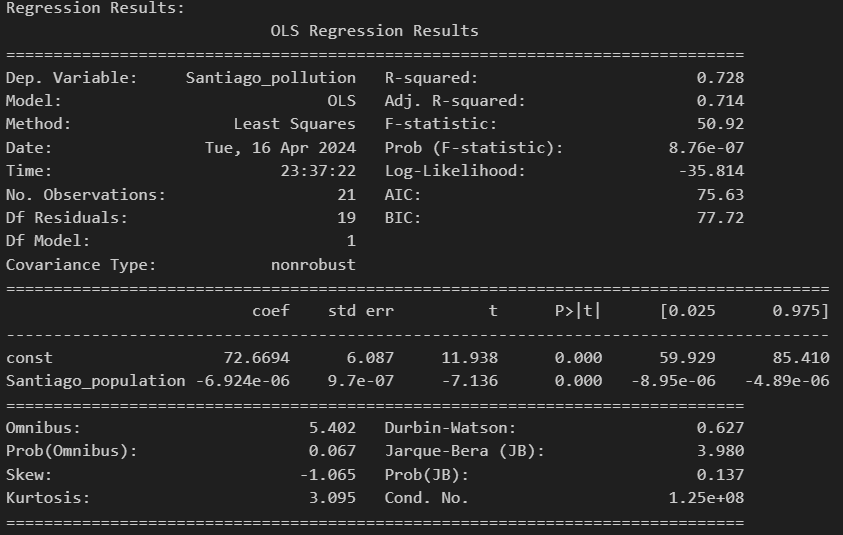 Regression Results:
                            OLS Regression Results
==============================================================================
Dep. Variable:     Santiago_pollution   R-squared:                       0.728
Model:                            OLS   Adj. R-squared:                  0.714
Method:                 Least Squares   F-statistic:                     50.92
Date:                Tue, 16 Apr 2024   Prob (F-statistic):           8.76e-07
Time:                        23:37:22   Log-Likelihood:                -35.814
No. Observations:                  21   AIC:                             75.63
Df Residuals:                      19   BIC:                             77.72
Df Model:                           1
Covariance Type:            nonrobust
=======================================================================================
                          coef    std err          t      P>|t|      [0.025      0.975]
---------------------------------------------------------------------------------------
const                  72.6694      6.087     11.938      0.000      59.929      85.410
Santiago_population -6.924e-06    9.7e-07     -7.136      0.000   -8.95e-06   -4.89e-06
==============================================================================
Omnibus:                        5.402   Durbin-Watson:                   0.627
Prob(Omnibus):                  0.067   Jarque-Bera (JB):                3.980
Skew:                          -1.065   Prob(JB):                        0.137
Kurtosis:                       3.095   Cond. No.                     1.25e+08
==============================================================================